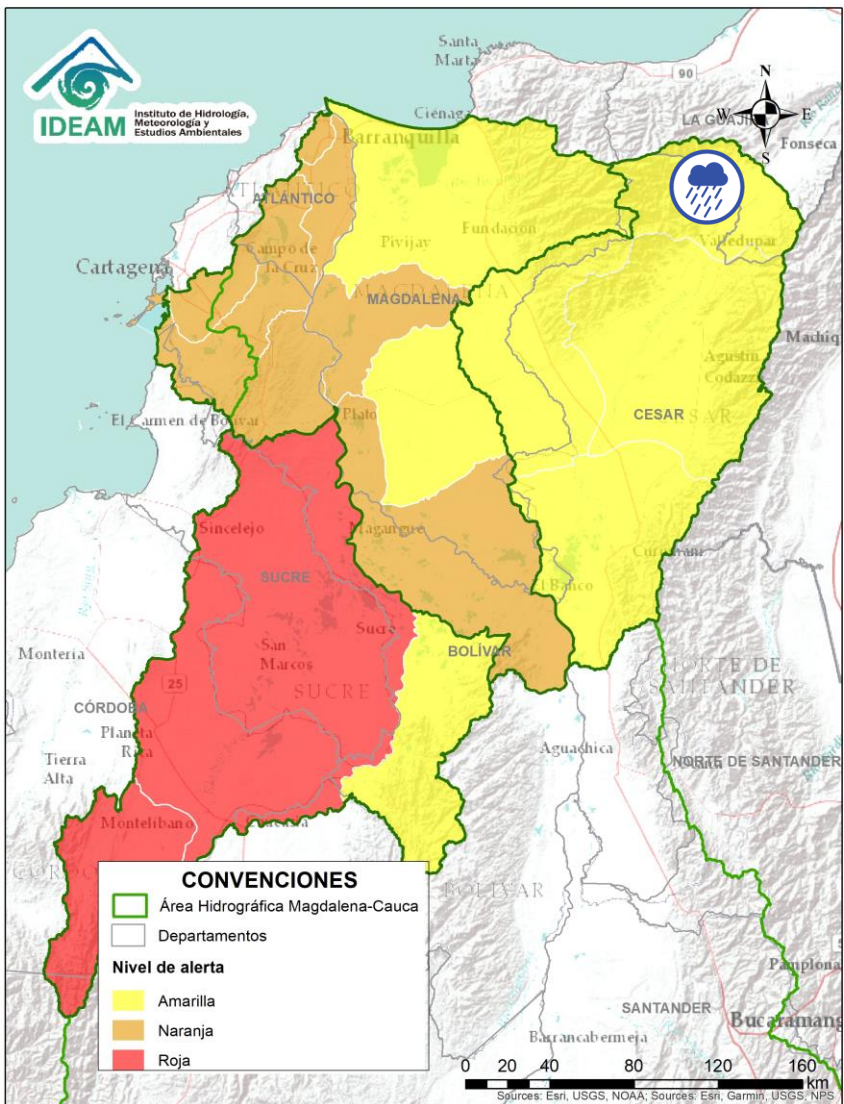 IDEAM
Instituto de Hidrología,
Meteorología y
Estudios Ambientales
Santa
Marta
90
N
W
E
S
LA GUAJI
Ciénaga
Fonseca
Barranquilla
ATLÁNTICO
Pivijay
Fundación
Valledupar
Campo de
la Cruz
Cartagena
MAGDALENA
Machiq
Agustín
Codazzi
CESAR
El Carmen de Bolívar
Plato
Sincelejo
Magangué
SUCRE
El Banco
Sucre
BOLÍVAR
San
Marcos
SUCRE
Montería
25
NORTE DE
SANTANDER
CÓRDOBA
Planeta
Rica
Aguachica
Tierra
Alta
NORTE DE SANTANDER
Montelíbano
Caucasia
BOLÍVAR
CONVENCIONES
Área Hidrográfica Magdalena-Cauca
Departamentos
Nivel de alerta
Amarilla
Naranja
Roja
Pamplona
SANTANDER
Bucaramang
Barrancabermeja
0 20 40 80 120 160
km
Sources: Esri, USGS, NOAA; Sources: Esri, Garmin, USGS, NPS